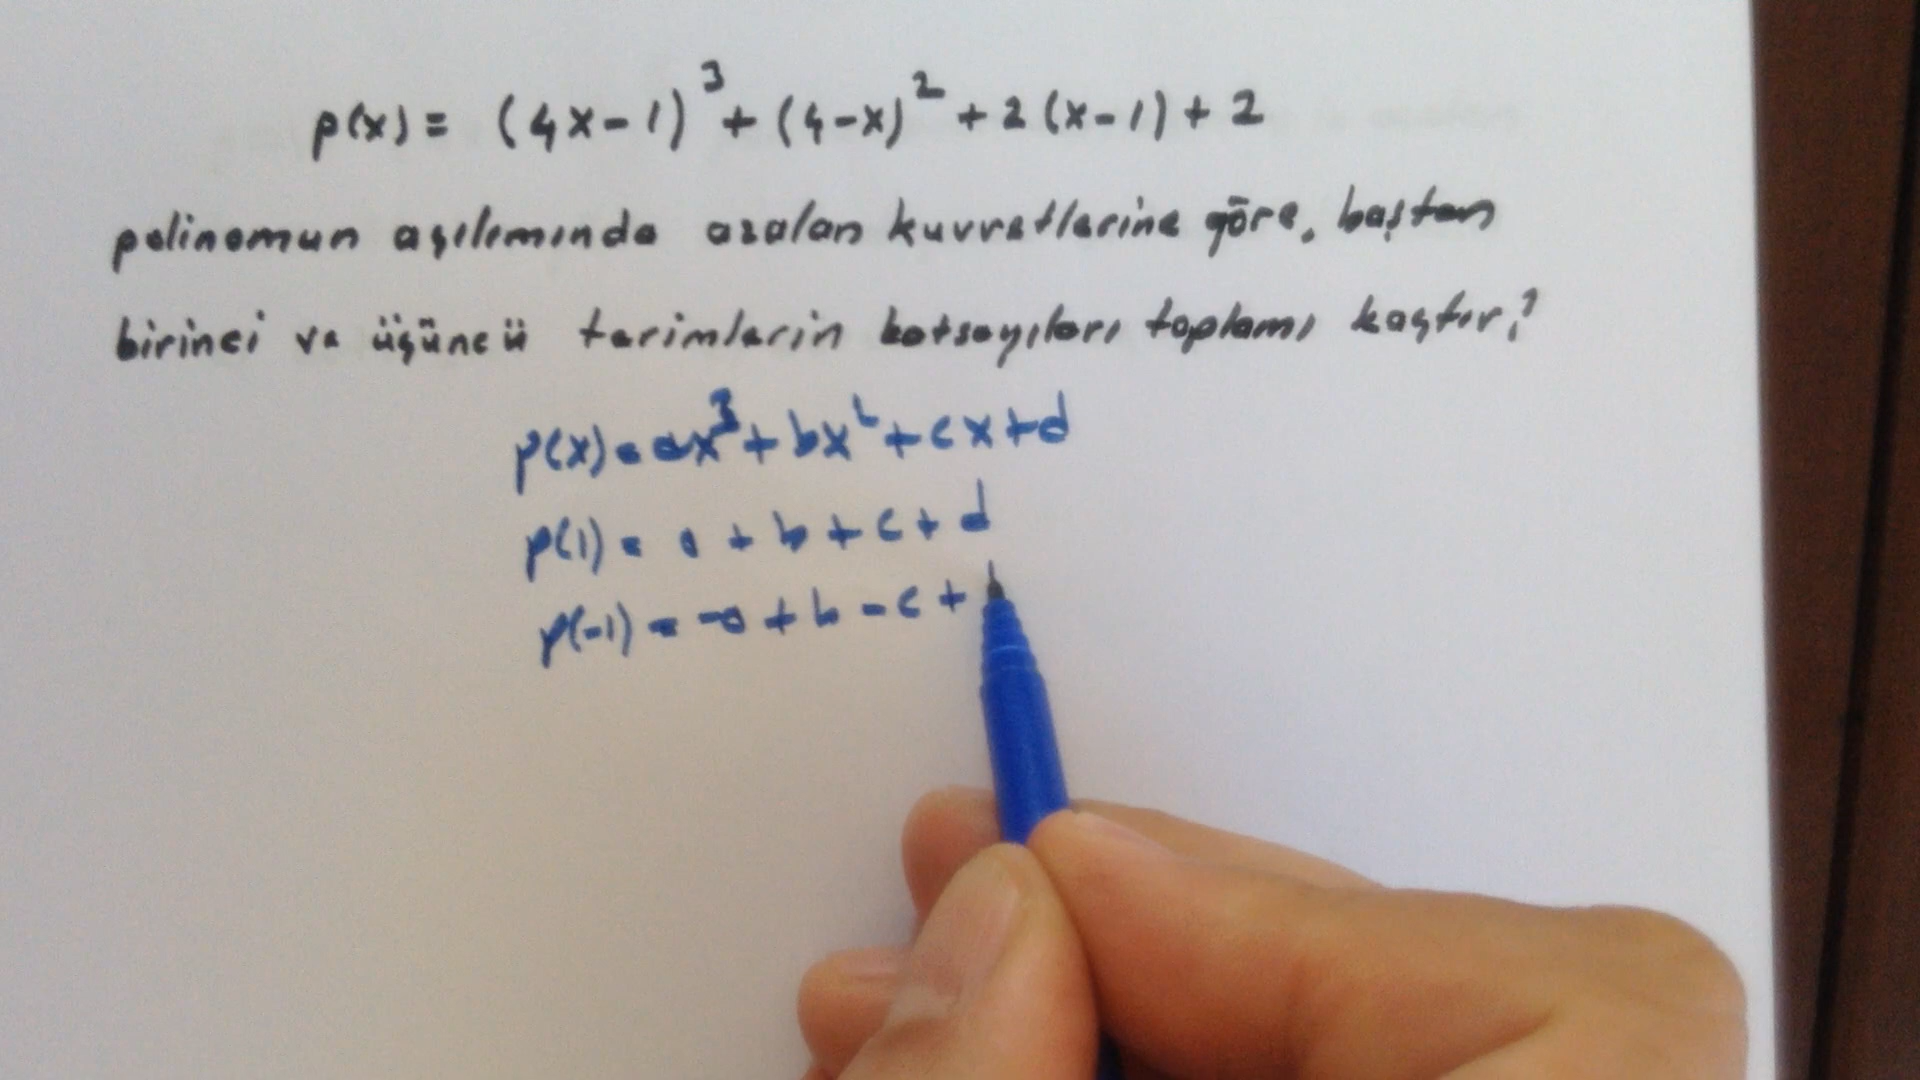 p(x) = (4x-1)³ + (4-x)² + 2(x-1) + 2
polinomun açılımında azalan kuvvetlerine göre, baştan
birinci ve üçüncü terimlerin katsayıları toplamı kaçtır?
p(x) = ax³ + bx² + cx + d
p(1) = a + b + c + d
p(-1) = -a + b - c +